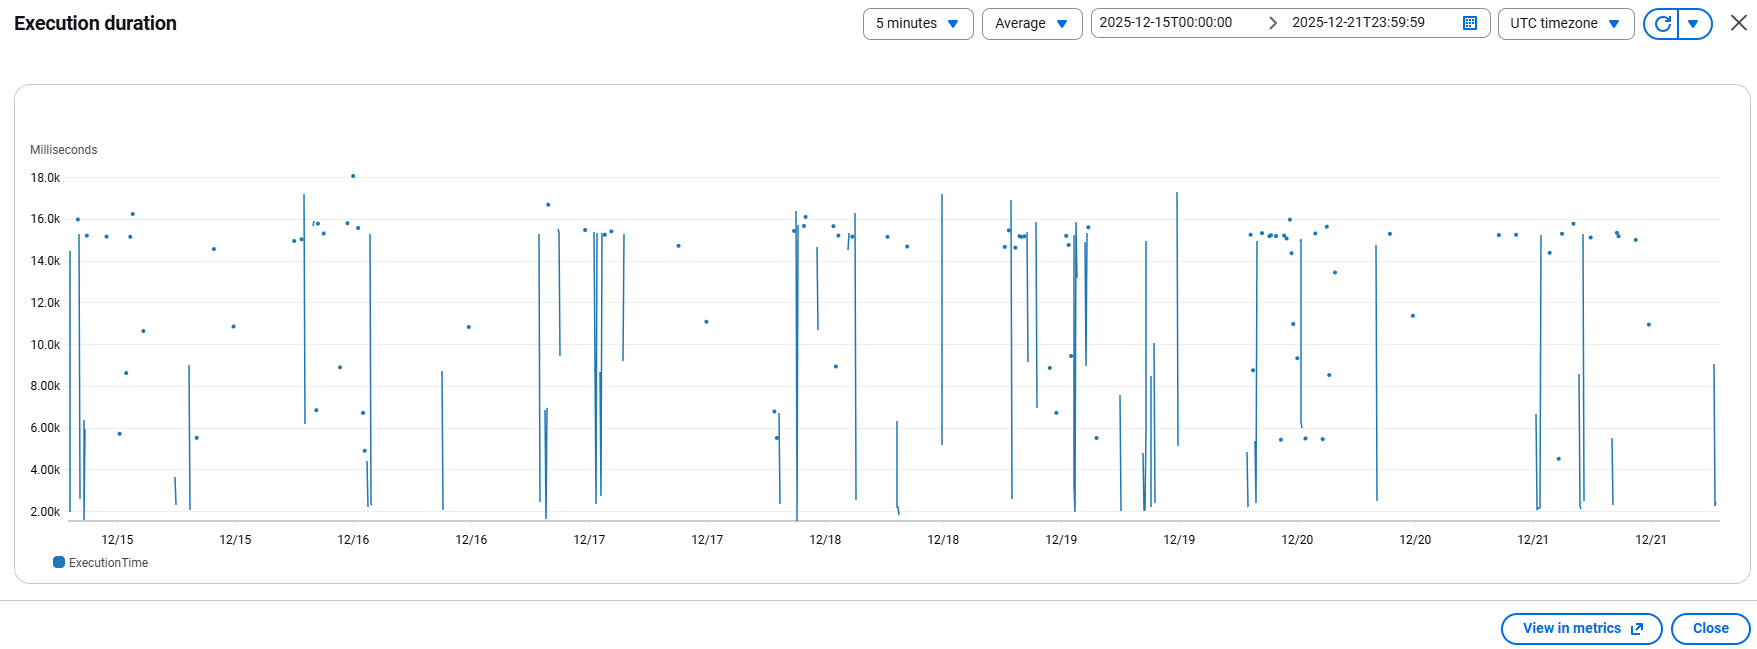 Execution duration
5 minutes
Average
2025-12-15T00:00:00
2025-12-21T23:59:59
UTC timezone
Milliseconds
18.0k
16.0k
14.0k
12.0k
10.0k
8.00k
6.00k
4.00k
2.00k
12/15 12/15 12/16 12/16 12/17 12/17 12/18 12/18 12/19 12/19 12/20 12/20 12/21 12/21
ExecutionTime
View in metrics
Close